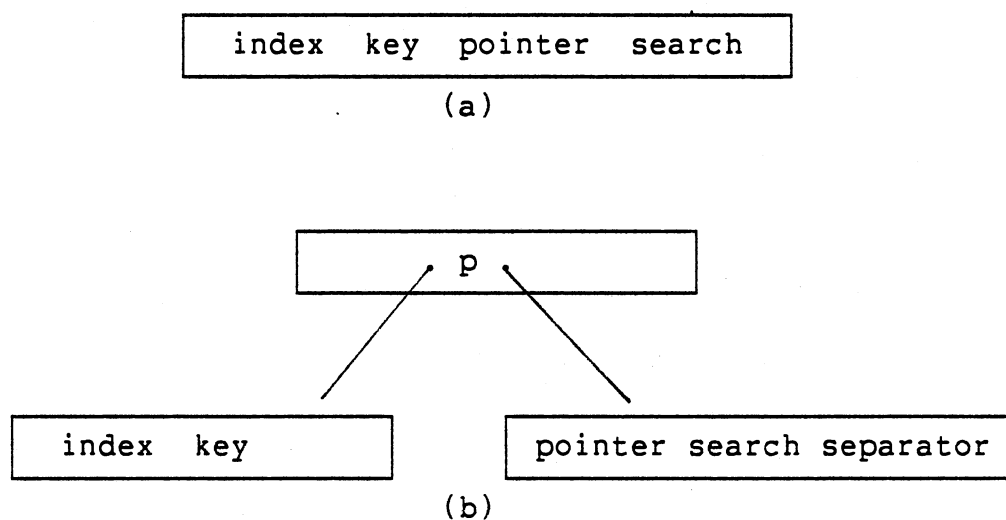 index key pointer search
(a)
p
index key
pointer search separator
(b)